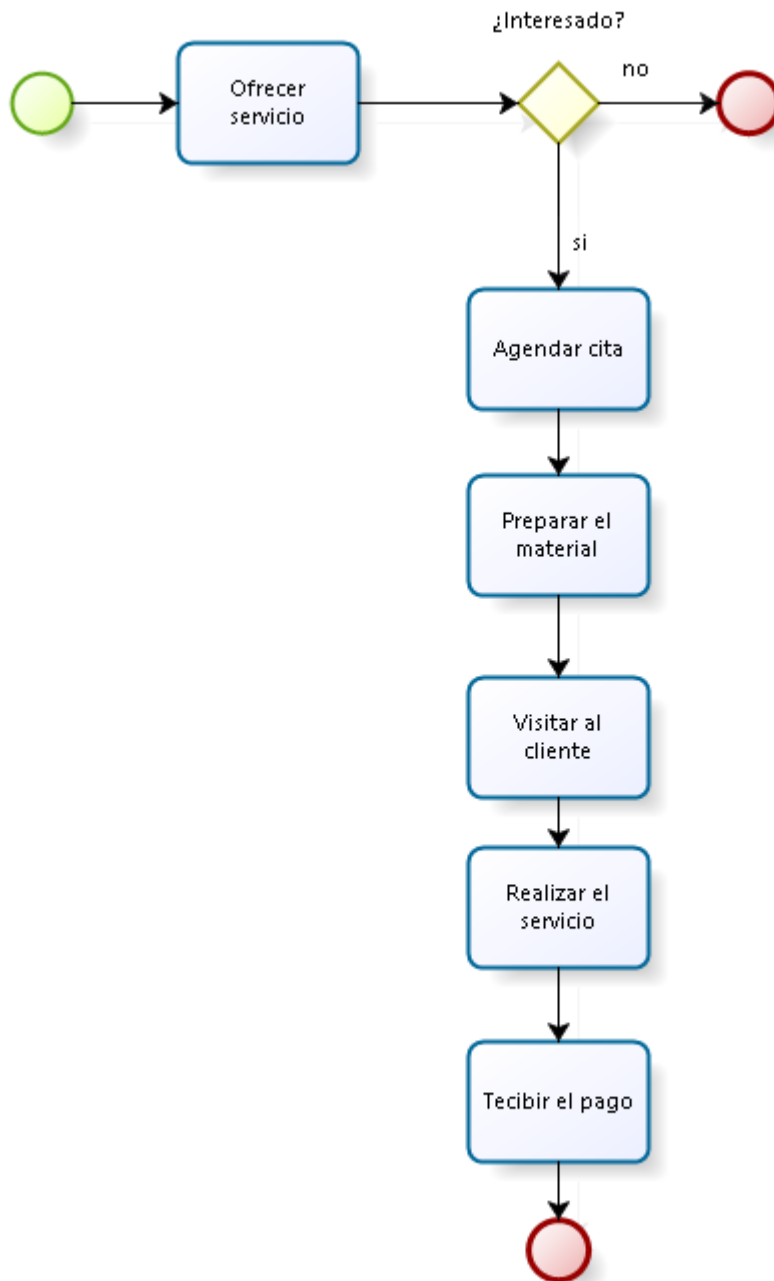 ¿Interesado?
Ofrecer
servicio
no
si
Agendar cita
Preparar el
material
Visitar al
cliente
Realizar el
servicio
Tecibir el pago